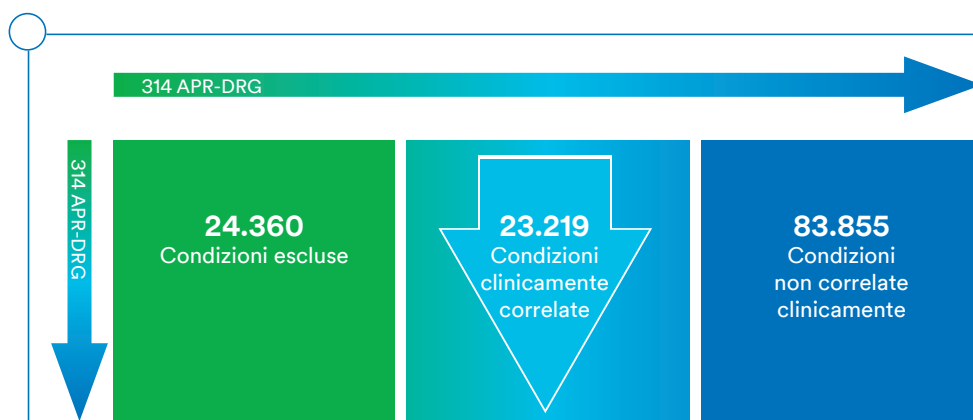 314 APR-DRG
314 APR-DRG
24.360
Condizioni escluse
23.219
Condizioni
clinicamente
correlate
83.855
Condizioni
non correlate
clinicamente